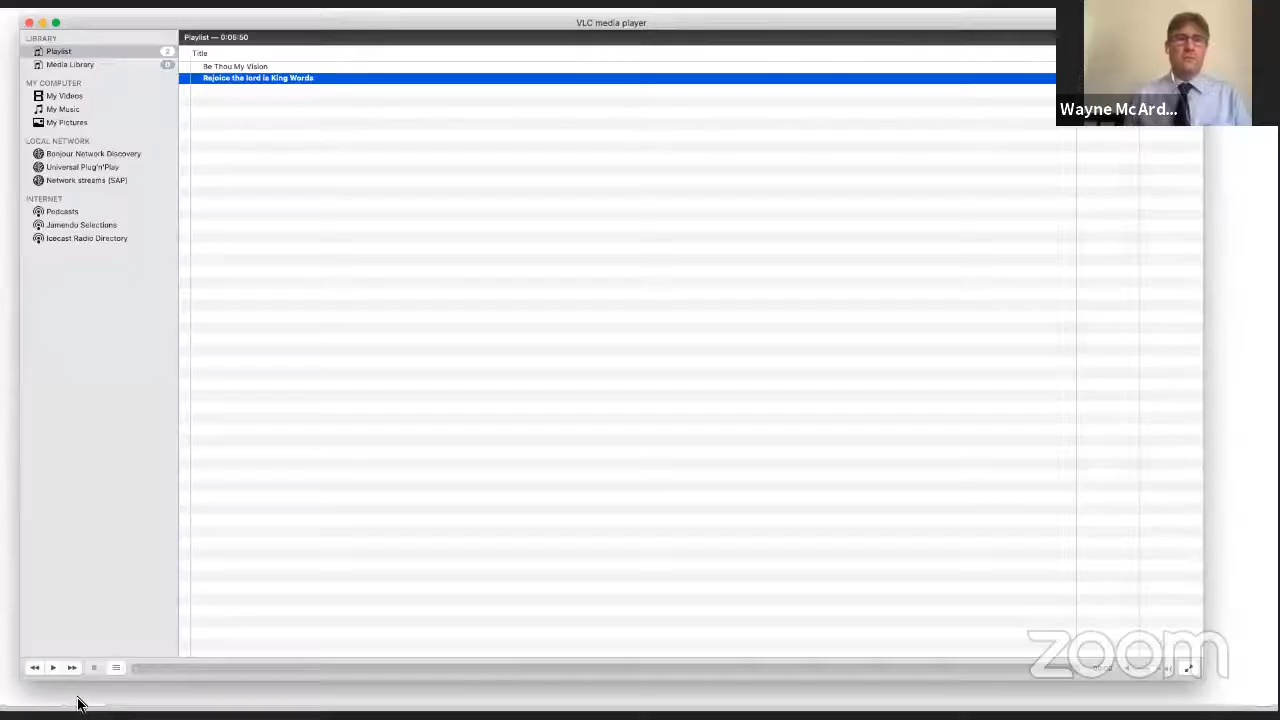 VLC media player
LIBRARY
Playlist — 0:05:50
Playlist 2
Title
Media Library 0
Be Thou My Vision
Rejoice the lord is King Words
MY COMPUTER
My Videos
My Music
My Pictures
Wayne McArd...
LOCAL NETWORK
Bonjour Network Discovery
Universal Plug'n'Play
Network streams (SAP)
INTERNET
Podcasts
Jamendo Selections
Icecast Radio Directory
zoom